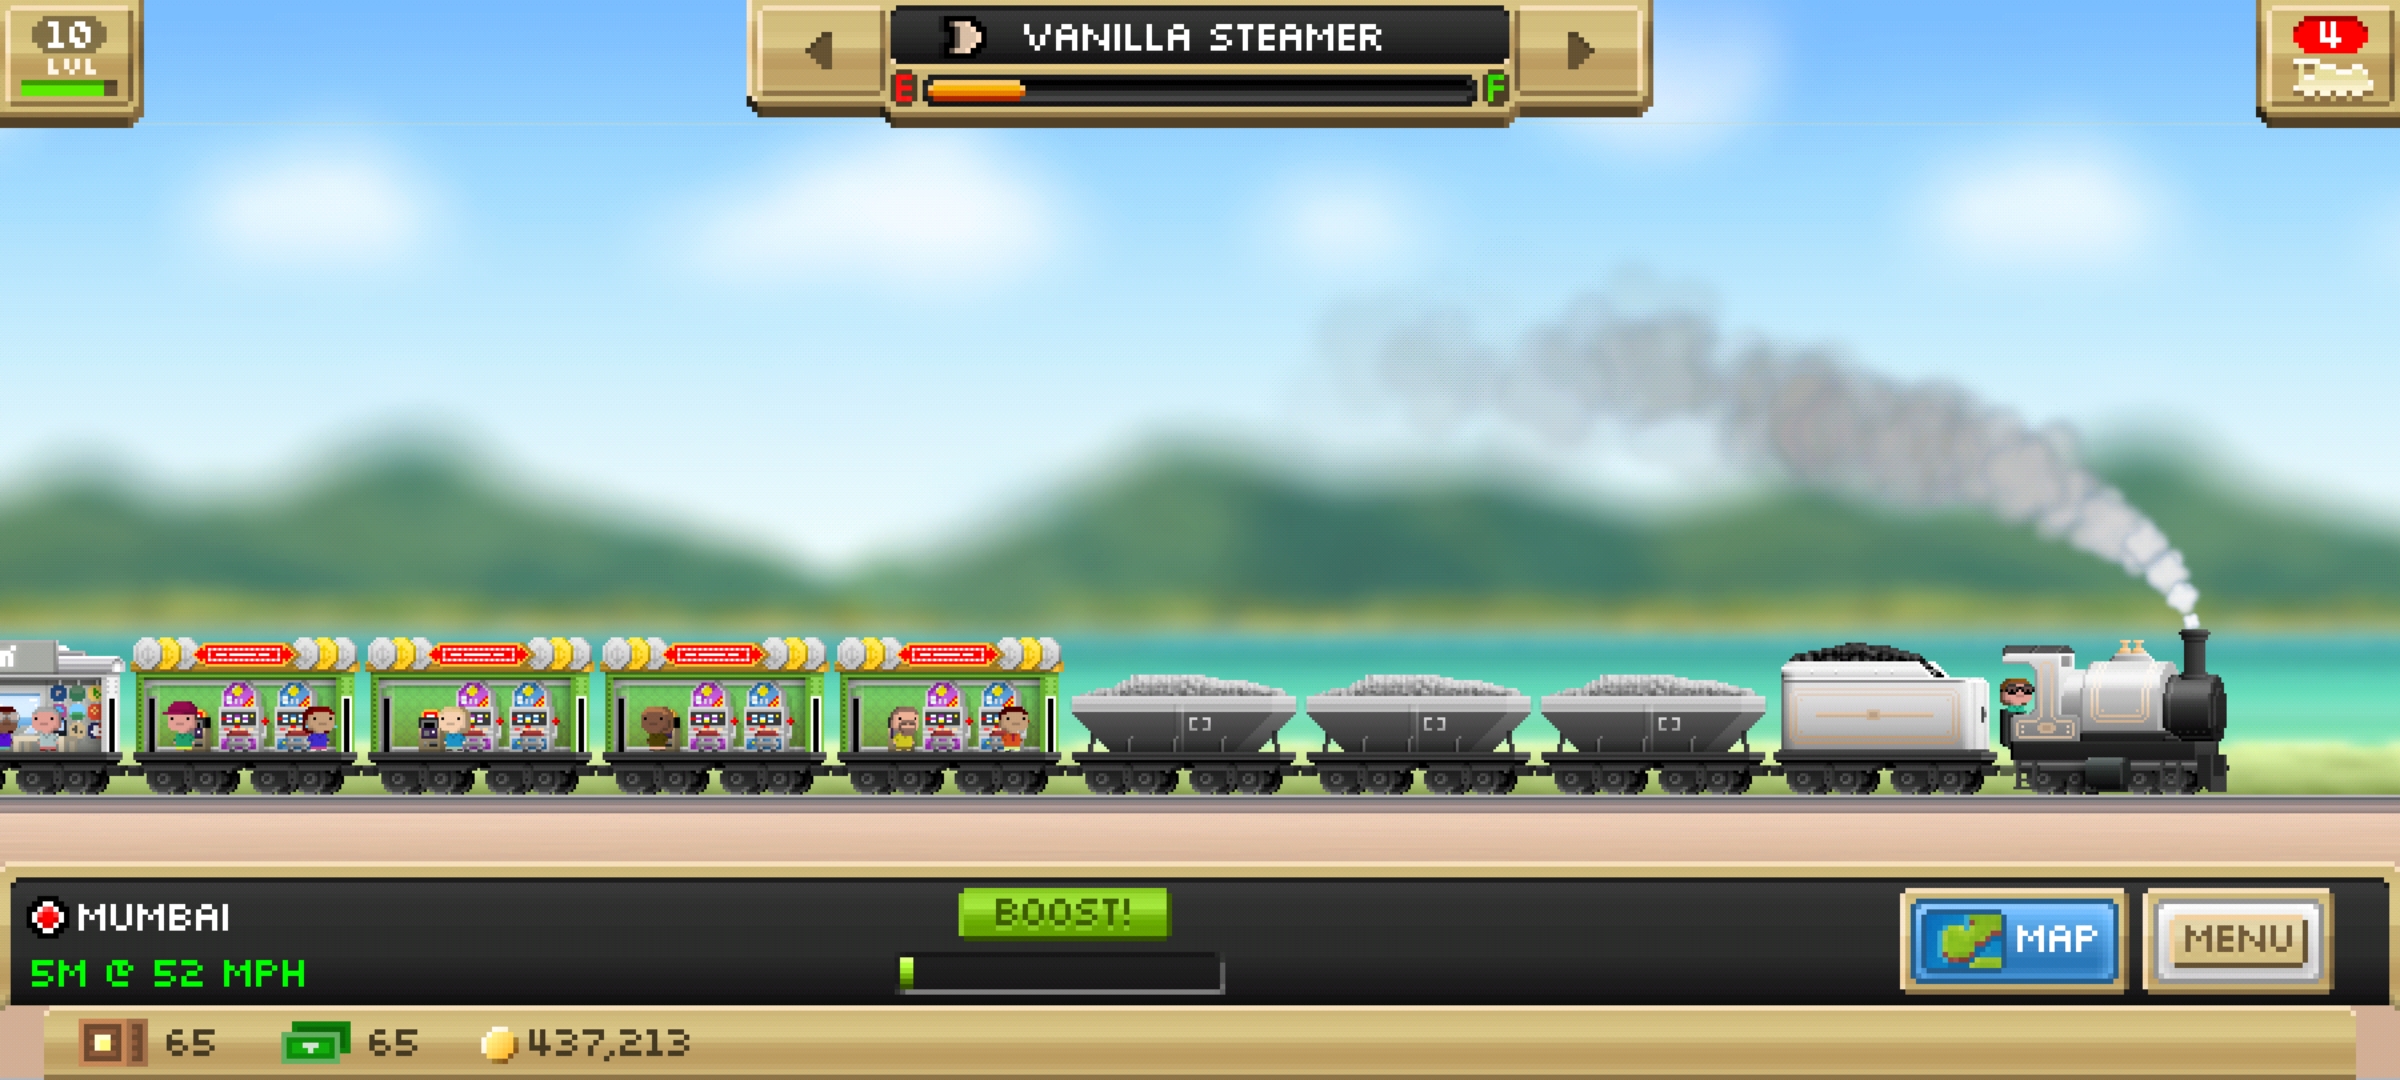 10
LVL
VANILLA STEAMER
E F
4
MUMBAI
5M @ 52 MPH
BOOST!
MAP
MENU
65
65
437,213